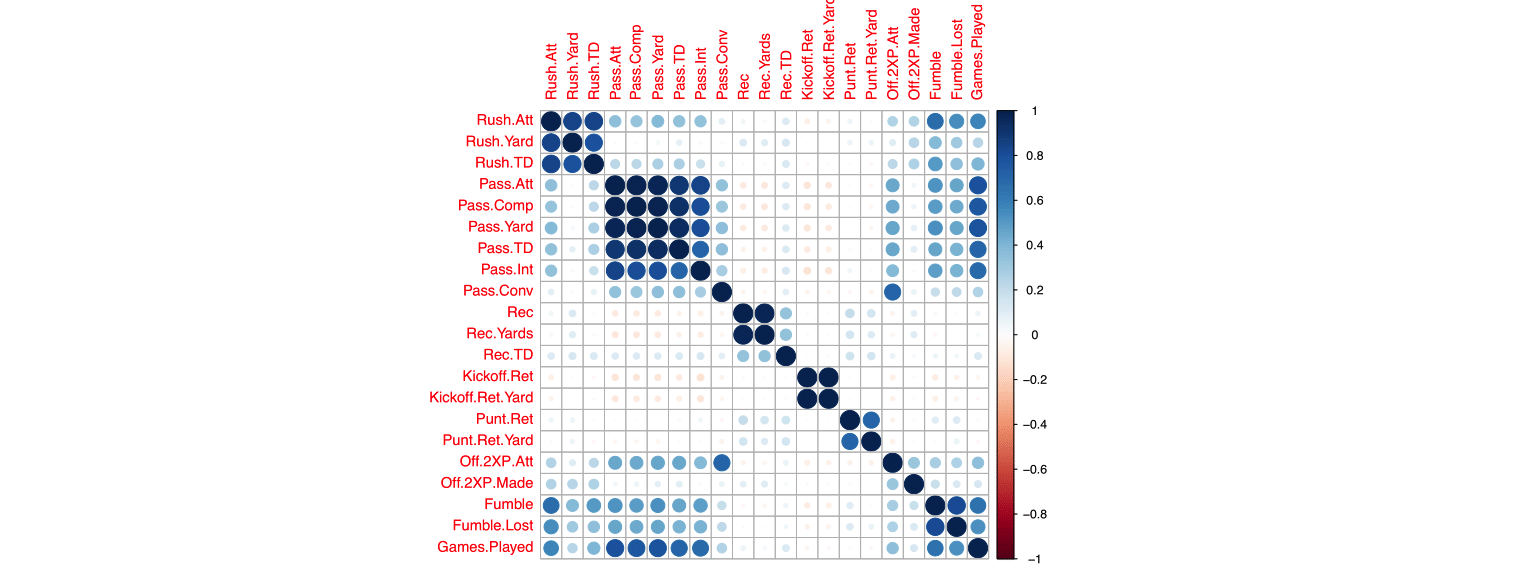 Rush.Att
Rush.Yard
Rush.TD
Pass.Att
Pass.Comp
Pass.Yard
Pass.TD
Pass.Int
Pass.Conv
Rec
Rec.Yards
Rec.TD
Kickoff.Ret
Kickoff.Ret.Yard
Punt.Ret
Punt.Ret.Yard
Off.2XP.Att
Off.2XP.Made
Fumble
Fumble.Lost
Games.Played
Rush.Att
Rush.Yard
Rush.TD
Pass.Att
Pass.Comp
Pass.Yard
Pass.TD
Pass.Int
Pass.Conv
Rec
Rec.Yards
Rec.TD
Kickoff.Ret
Kickoff.Ret.Yard
Punt.Ret
Punt.Ret.Yard
Off.2XP.Att
Off.2XP.Made
Fumble
Fumble.Lost
Games.Played
1
0.8
0.6
0.4
0.2
0
−0.2
−0.4
−0.6
−0.8
−1